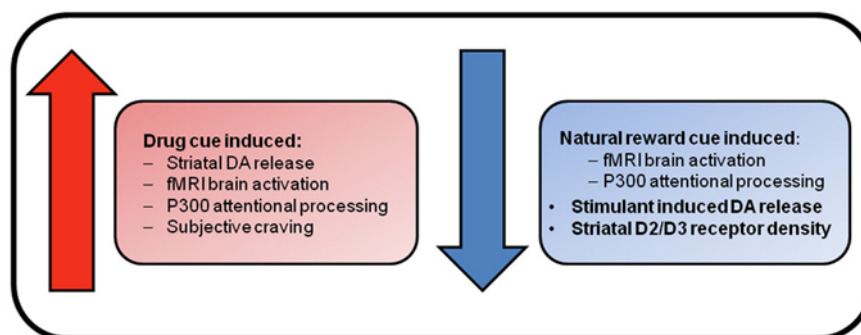 Drug cue induced:
– Striatal DA release
– fMRI brain activation
– P300 attentional processing
– Subjective craving
Natural reward cue induced:
– fMRI brain activation
– P300 attentional processing
• Stimulant induced DA release
• Striatal D2/D3 receptor density